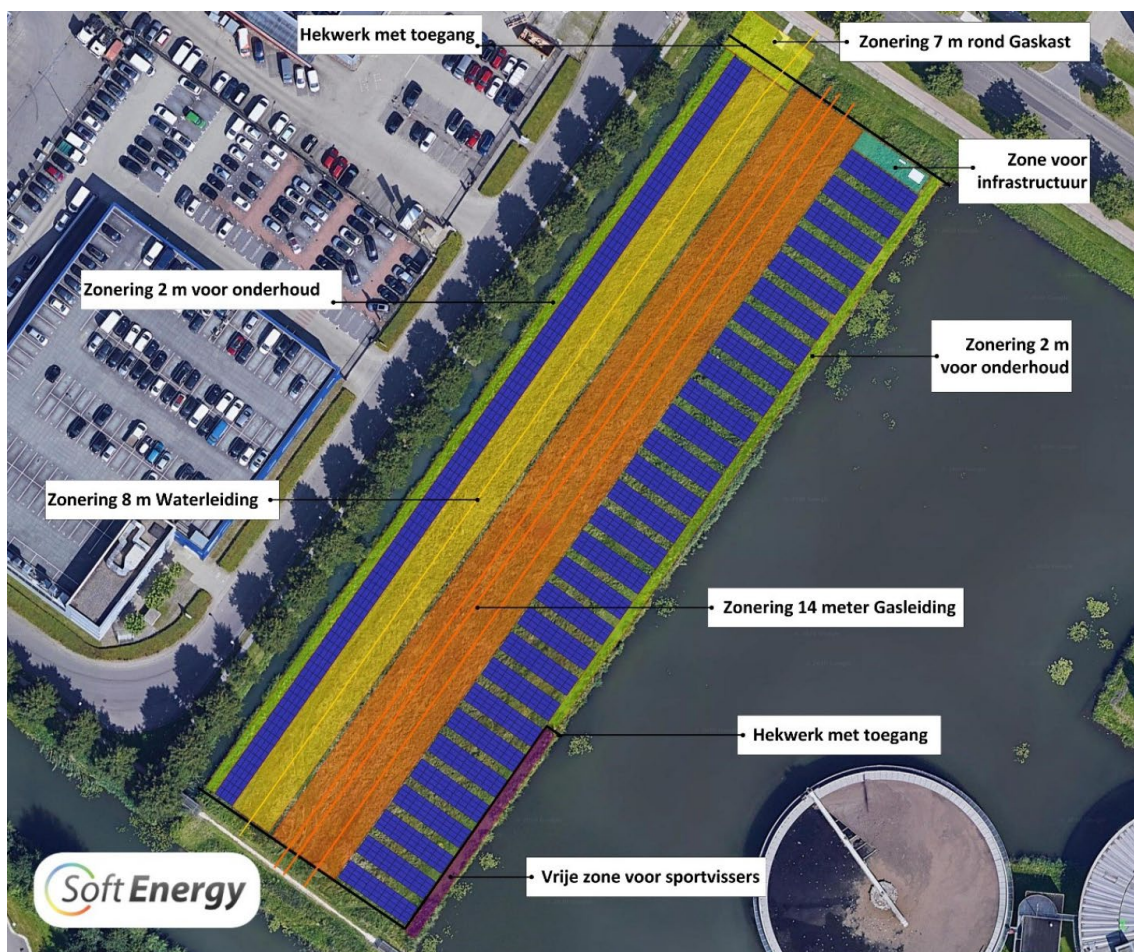 Hekwerk met toegang
Zonering 7 m rond Gaskast
Zone voor
infrastructuur
Zonering 2 m voor onderhoud
Zonering 2 m
voor onderhoud
Zonering 8 m Waterleiding
Zonering 14 meter Gasleiding
Hekwerk met toegang
Vrije zone voor sportvissers
Soft Energy